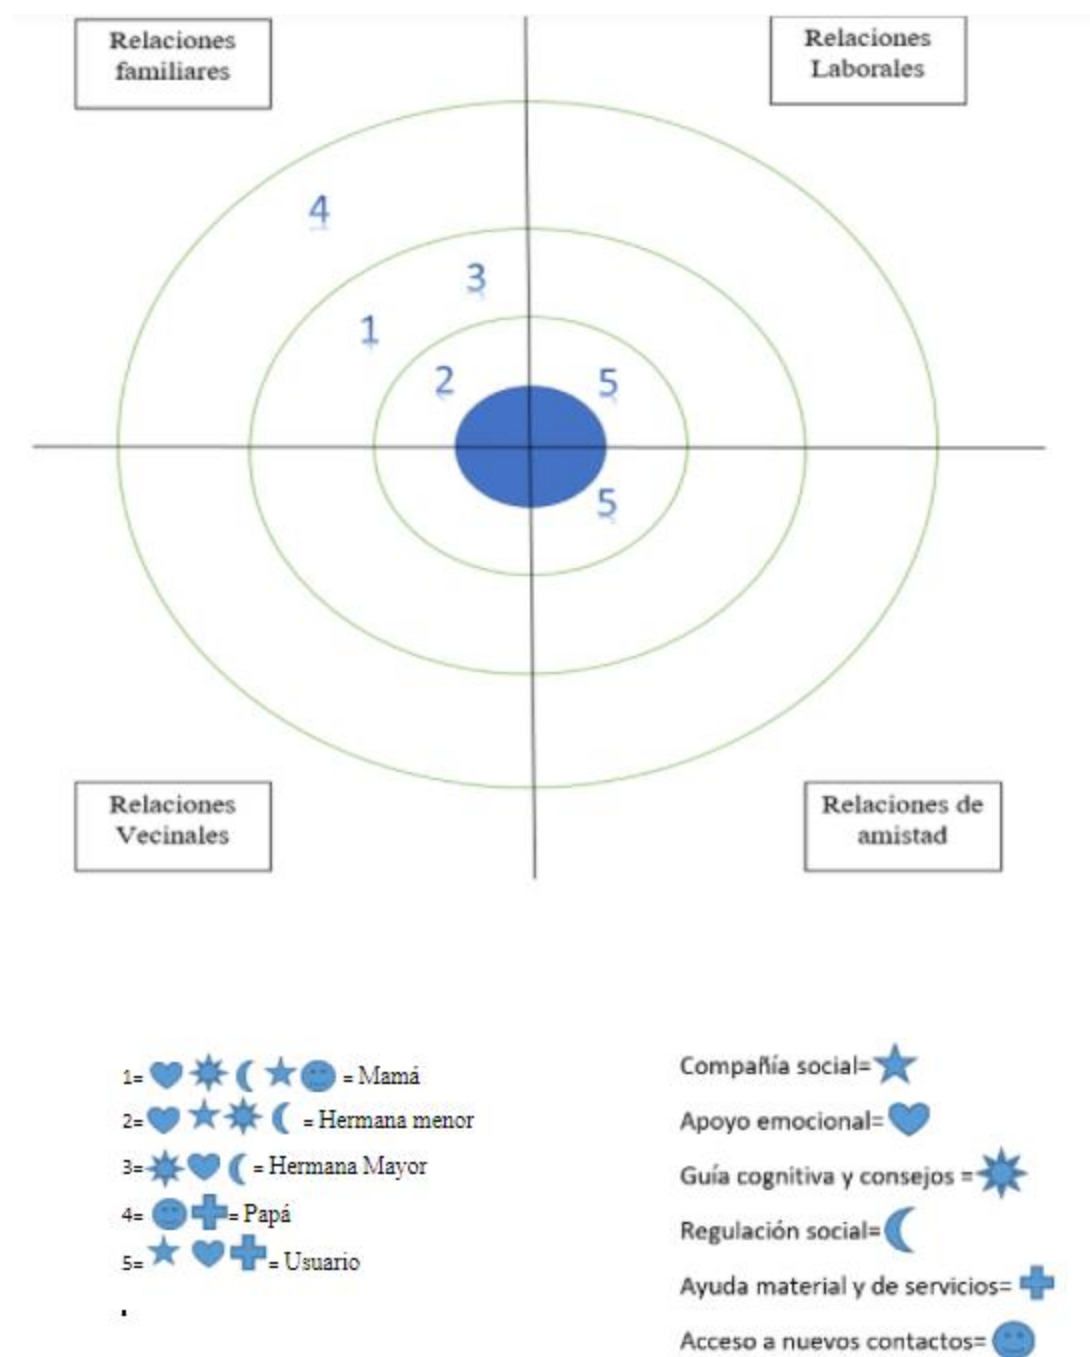 Relaciones
familiares
Relaciones
Laborales
4
3
1
2
5
5
Relaciones
Vecinales
Relaciones de
amistad
1= = Mamá
2= = Hermana menor
3= = Hermana Mayor
4= = Papá
5= = Usuario
.
Compañía social=
Apoyo emocional=
Guía cognitiva y consejos =
Regulación social=
Ayuda material y de servicios=
Acceso a nuevos contactos=